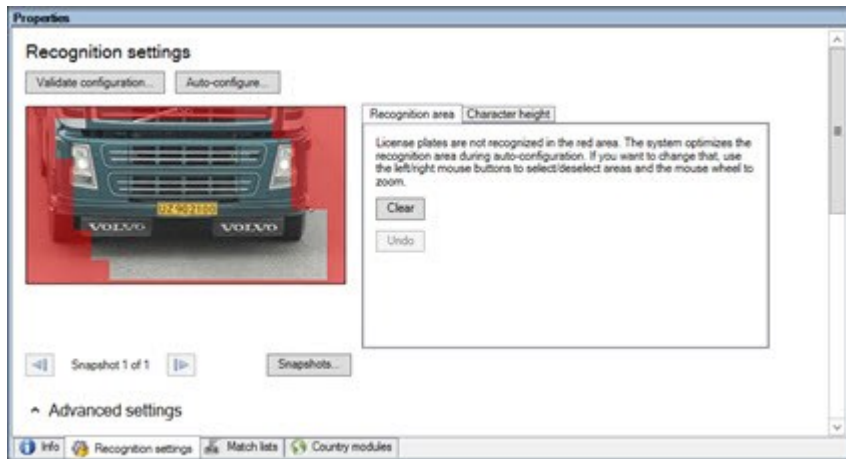 Properties
Recognition settings
Validate configuration...
Auto-configure...
Recognition area
Character height
License plates are not recognized in the red area. The system optimizes the
recognition area during auto-configuration. If you want to change that, use
the left/right mouse buttons to select/deselect areas and the mouse wheel to
zoom.
Clear
Undo
VOLVO VOLVO
Snapshot 1 of 1
Snapshots...
Advanced settings
Info
Recognition settings
Match lists
Country modules